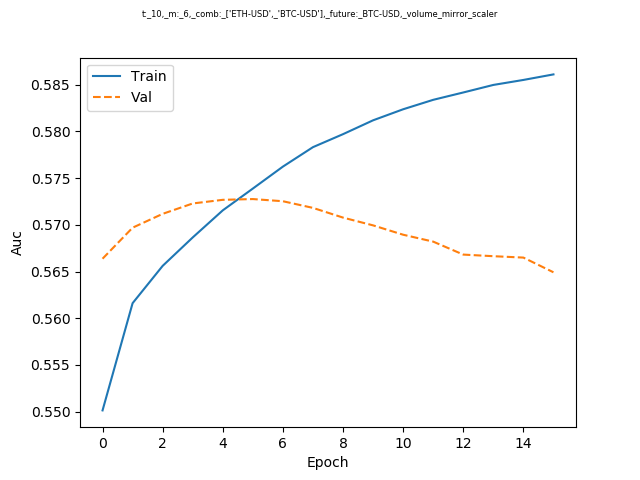 t:_10,_m:_6,_comb:_['ETH-USD',_'BTC-USD'],_future:_BTC-USD,_volume_mirror_scaler
Train
Val
0.585
0.580
0.575
0.570
0.565
0.560
0.555
0.550
Auc
0 2 4 6 8 10 12 14
Epoch